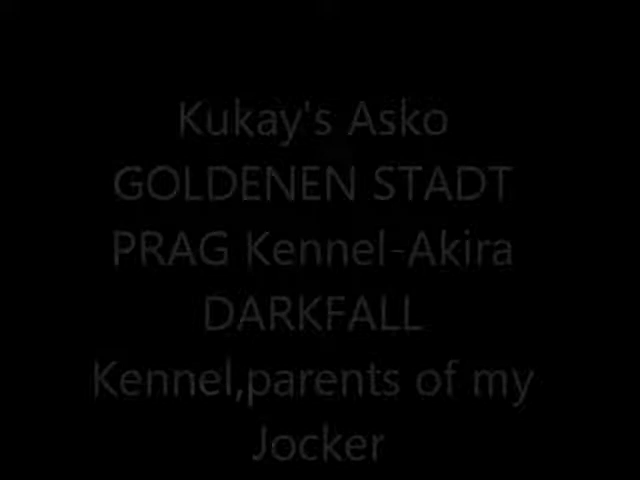 Kukay's Asko
GOLDENEN STADT
PRAG Kennel-Akira
DARKFALL
Kennel,parents of my
Jocker